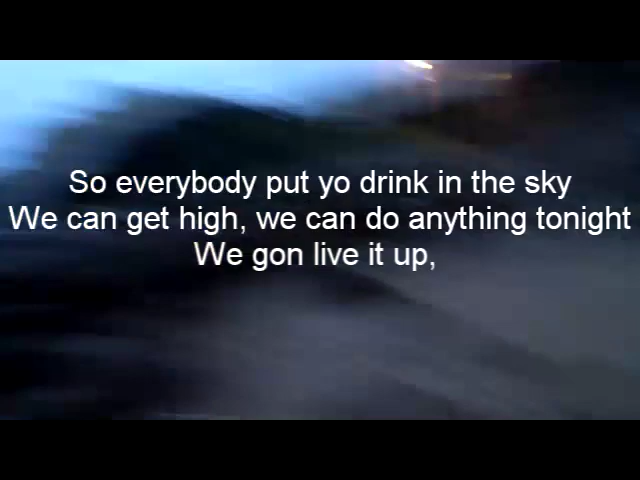 So everybody put yo drink in the sky
We can get high, we can do anything tonight
We gon live it up,